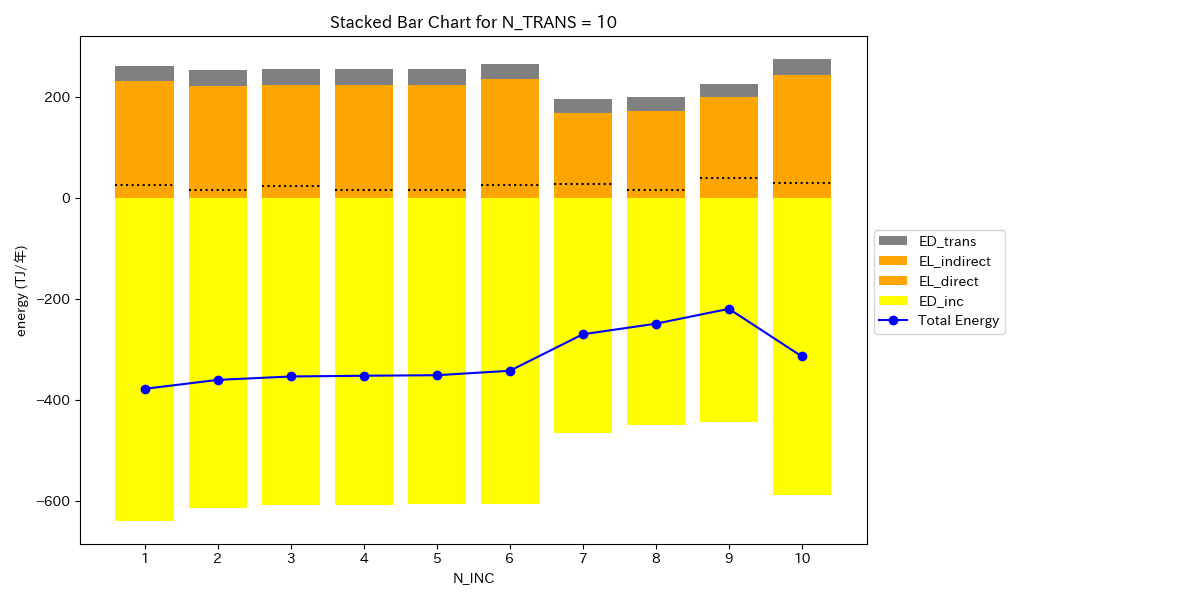 Stacked Bar Chart for N_TRANS = 10
energy (TJ/年)
200
0
−200
−400
−600
1 2 3 4 5 6 7 8 9 10
N_INC
ED_trans
EL_indirect
EL_direct
ED_inc
Total Energy